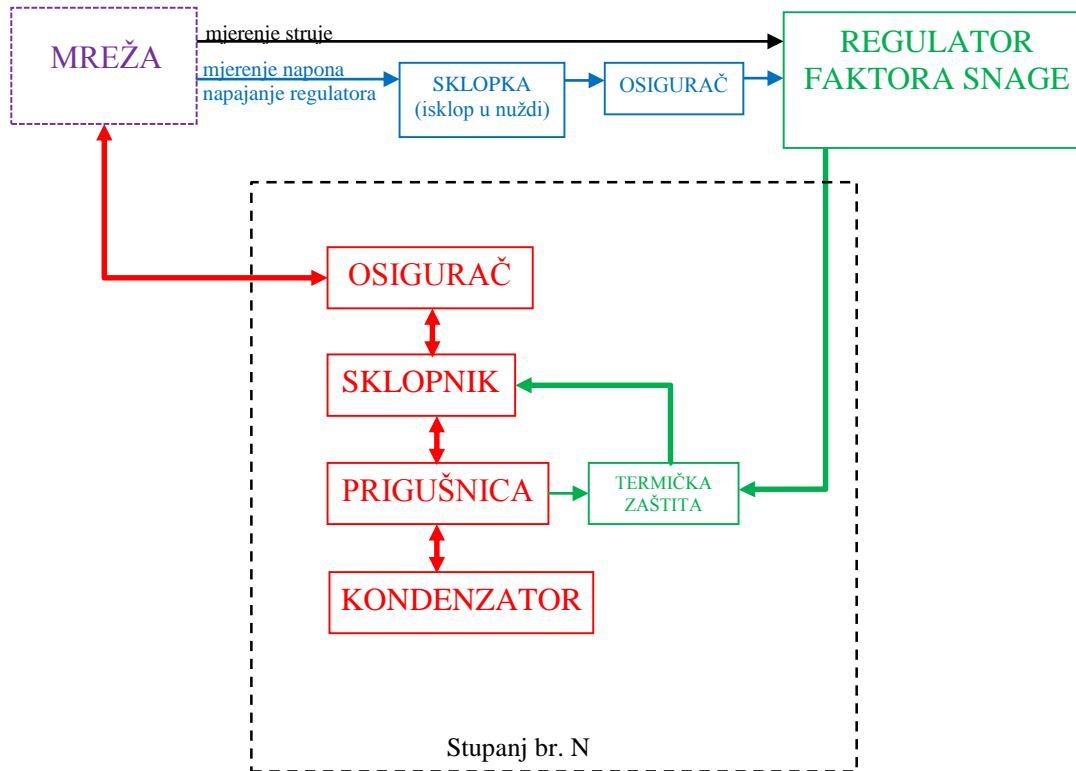 MREŽA
mjerenje struje
mjerenje napona
napajanje regulatora
SKLOPKA
(isklop u nuždi)
OSIGURAČ
REGULATOR
FAKTORA SNAGE
OSIGURAČ
SKLOPNIK
PRIGUŠNICA
TERMIČKA
ZAŠTITA
KONDENZATOR
Stupanj br. N